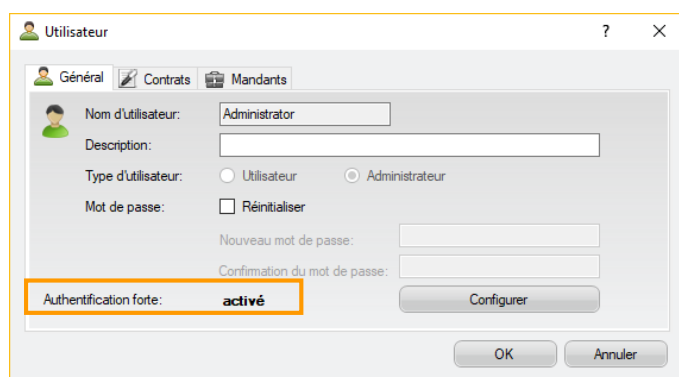 Utilisateur ?
Général Contrats Mandants
Nom d'utilisateur: Administrator
Description:
Type d'utilisateur: Utilisateur Administrateur
Mot de passe: Réinitialiser
Nouveau mot de passe:
Confirmation du mot de passe:
Authentification forte: activé Configurer
OK Annuler